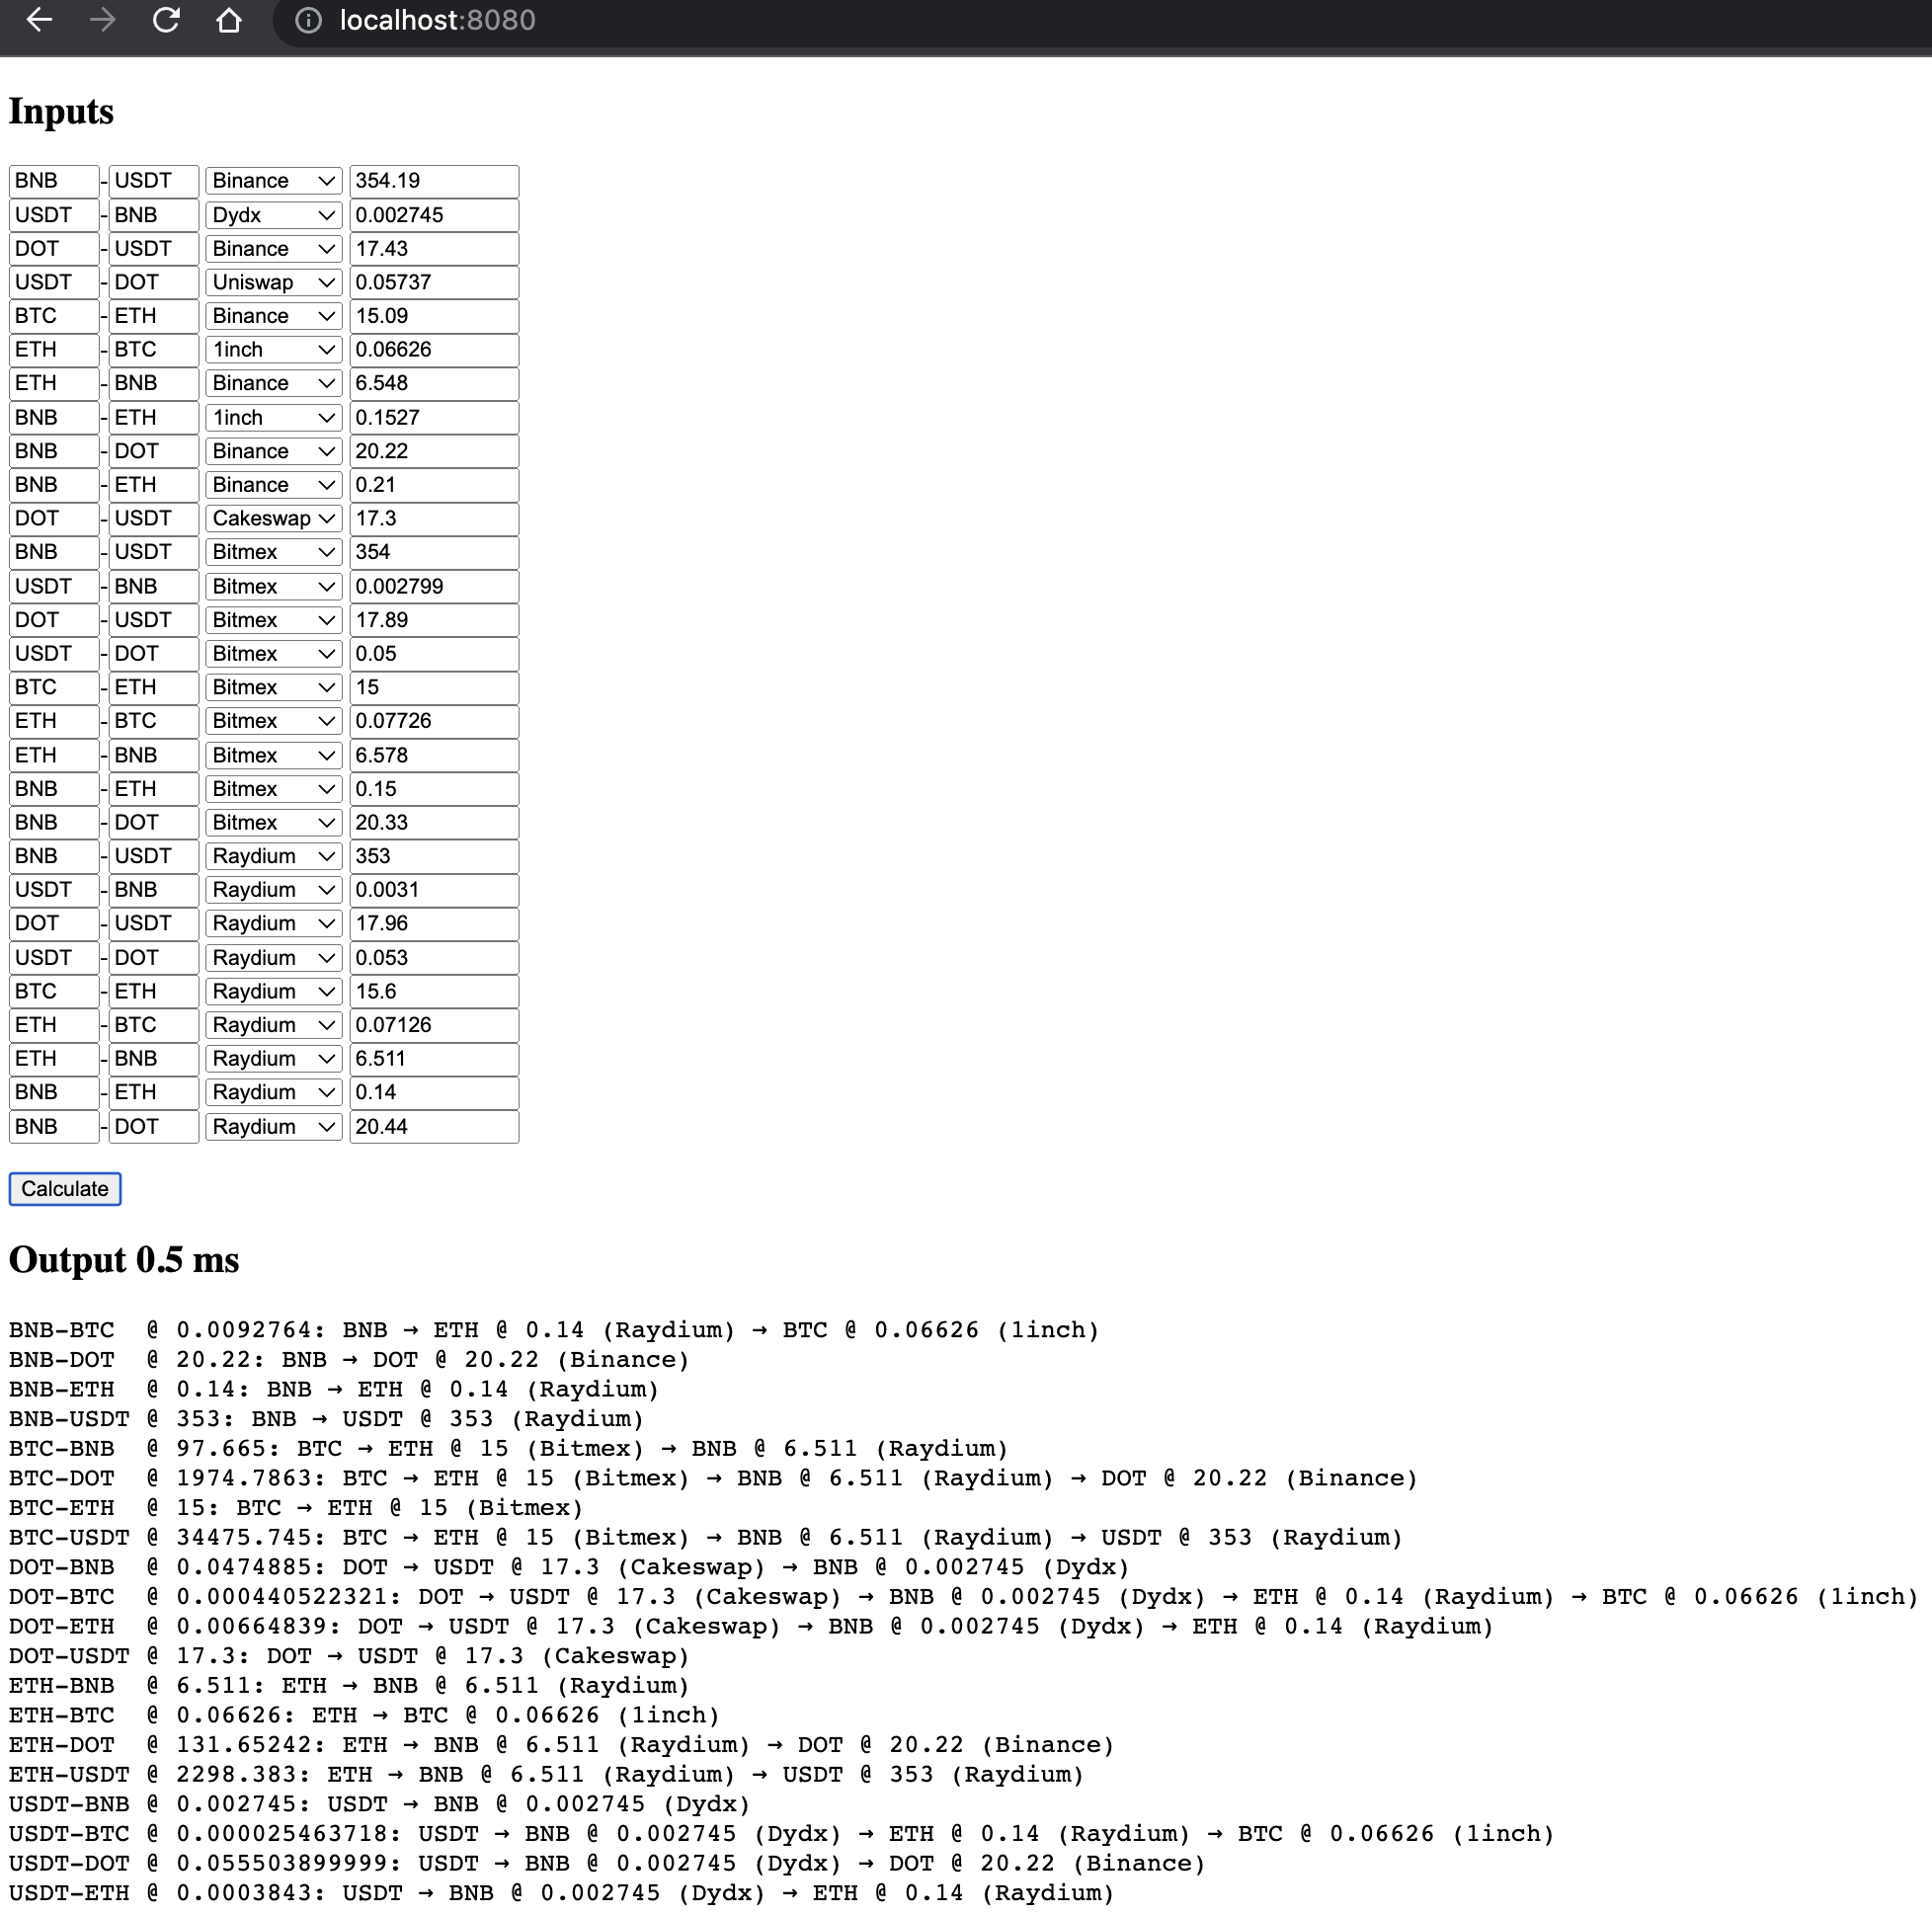 localhost:8080
Inputs
BNB - USDT Binance 354.19
USDT - BNB Dydx 0.002745
DOT - USDT Binance 17.43
USDT - DOT Uniswap 0.05737
BTC - ETH Binance 15.09
ETH - BTC 1inch 0.06626
ETH - BNB Binance 6.548
BNB - ETH 1inch 0.1527
BNB - DOT Binance 20.22
BNB - ETH Binance 0.21
DOT - USDT Cakeswap 17.3
BNB - USDT Bitmex 354
USDT - BNB Bitmex 0.002799
DOT - USDT Bitmex 17.89
USDT - DOT Bitmex 0.05
BTC - ETH Bitmex 15
ETH - BTC Bitmex 0.07726
ETH - BNB Bitmex 6.578
BNB - ETH Bitmex 0.15
BNB - DOT Bitmex 20.33
BNB - USDT Raydium 353
USDT - BNB Raydium 0.0031
DOT - USDT Raydium 17.96
USDT - DOT Raydium 0.053
BTC - ETH Raydium 15.6
ETH - BTC Raydium 0.07126
ETH - BNB Raydium 6.511
BNB - ETH Raydium 0.14
BNB - DOT Raydium 20.44
Calculate
Output 0.5 ms
BNB-BTC @ 0.0092764: BNB → ETH @ 0.14 (Raydium) → BTC @ 0.06626 (1inch)
BNB-DOT @ 20.22: BNB → DOT @ 20.22 (Binance)
BNB-ETH @ 0.14: BNB → ETH @ 0.14 (Raydium)
BNB-USDT @ 353: BNB → USDT @ 353 (Raydium)
BTC-BNB @ 97.665: BTC → ETH @ 15 (Bitmex) → BNB @ 6.511 (Raydium)
BTC-DOT @ 1974.7863: BTC → ETH @ 15 (Bitmex) → BNB @ 6.511 (Raydium) → DOT @ 20.22 (Binance)
BTC-ETH @ 15: BTC → ETH @ 15 (Bitmex)
BTC-USDT @ 34475.745: BTC → ETH @ 15 (Bitmex) → BNB @ 6.511 (Raydium) → USDT @ 353 (Raydium)
DOT-BNB @ 0.0474885: DOT → USDT @ 17.3 (Cakeswap) → BNB @ 0.002745 (Dydx)
DOT-BTC @ 0.000440522321: DOT → USDT @ 17.3 (Cakeswap) → BNB @ 0.002745 (Dydx) → ETH @ 0.14 (Raydium) → BTC @ 0.06626 (1inch)
DOT-ETH @ 0.00664839: DOT → USDT @ 17.3 (Cakeswap) → BNB @ 0.002745 (Dydx) → ETH @ 0.14 (Raydium)
DOT-USDT @ 17.3: DOT → USDT @ 17.3 (Cakeswap)
ETH-BNB @ 6.511: ETH → BNB @ 6.511 (Raydium)
ETH-BTC @ 0.06626: ETH → BTC @ 0.06626 (1inch)
ETH-DOT @ 131.65242: ETH → BNB @ 6.511 (Raydium) → DOT @ 20.22 (Binance)
ETH-USDT @ 2298.383: ETH → BNB @ 6.511 (Raydium) → USDT @ 353 (Raydium)
USDT-BNB @ 0.002745: USDT → BNB @ 0.002745 (Dydx)
USDT-BTC @ 0.000025463718: USDT → BNB @ 0.002745 (Dydx) → ETH @ 0.14 (Raydium) → BTC @ 0.06626 (1inch)
USDT-DOT @ 0.055503899999: USDT → BNB @ 0.002745 (Dydx) → DOT @ 20.22 (Binance)
USDT-ETH @ 0.0003843: USDT → BNB @ 0.002745 (Dydx) → ETH @ 0.14 (Raydium)